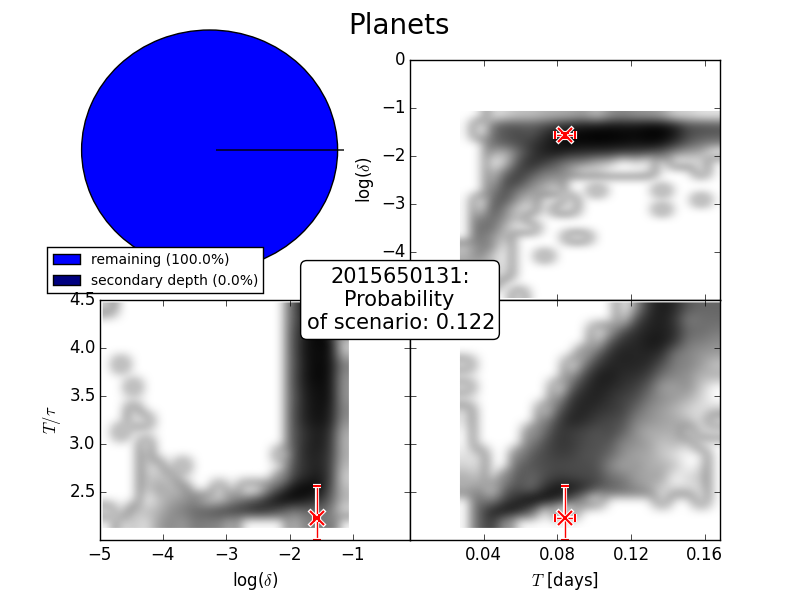 Planets
remaining (100.0%)
secondary depth (0.0%)
0
−1
−2
−3
−4
log(δ)
2015650131:
Probability
of scenario: 0.122
4.5
4.0
3.5
3.0
2.5
T/τ
−5
−4
−3
−2
−1
log(δ)
0.04
0.08
0.12
0.16
T [days]